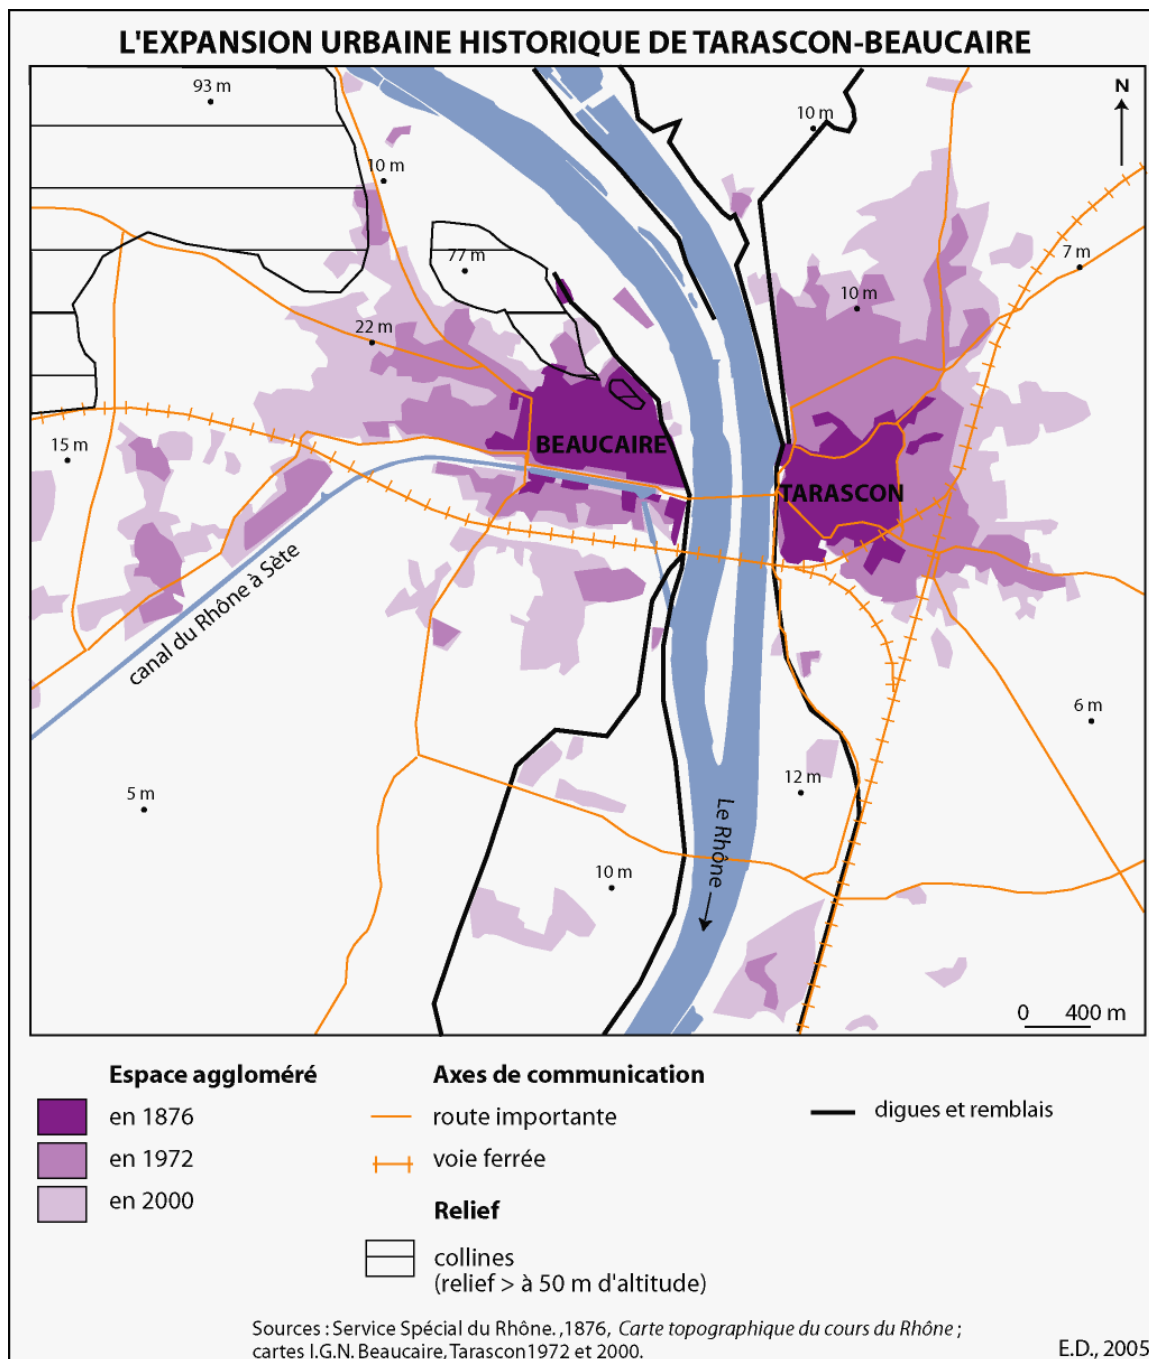 L'EXPANSION URBAINE HISTORIQUE DE TARASCON-BEAUCAIRE
93 m
10 m
N
10 m
77 m
7 m
10 m
22 m
15 m
BEAUCAIRE
TARASCON
canal du Rhône à Sète
6 m
5 m
12 m
Le Rhône
10 m
0 400 m
Espace aggloméré
en 1876
en 1972
en 2000
Axes de communication
route importante
voie ferrée
Relief
collines
(relief > à 50 m d'altitude)
digues et remblais
Sources : Service Spécial du Rhône. ,1876, Carte topographique du cours du Rhône ;
cartes I.G.N. Beaucaire, Tarascon1972 et 2000.
E.D., 2005